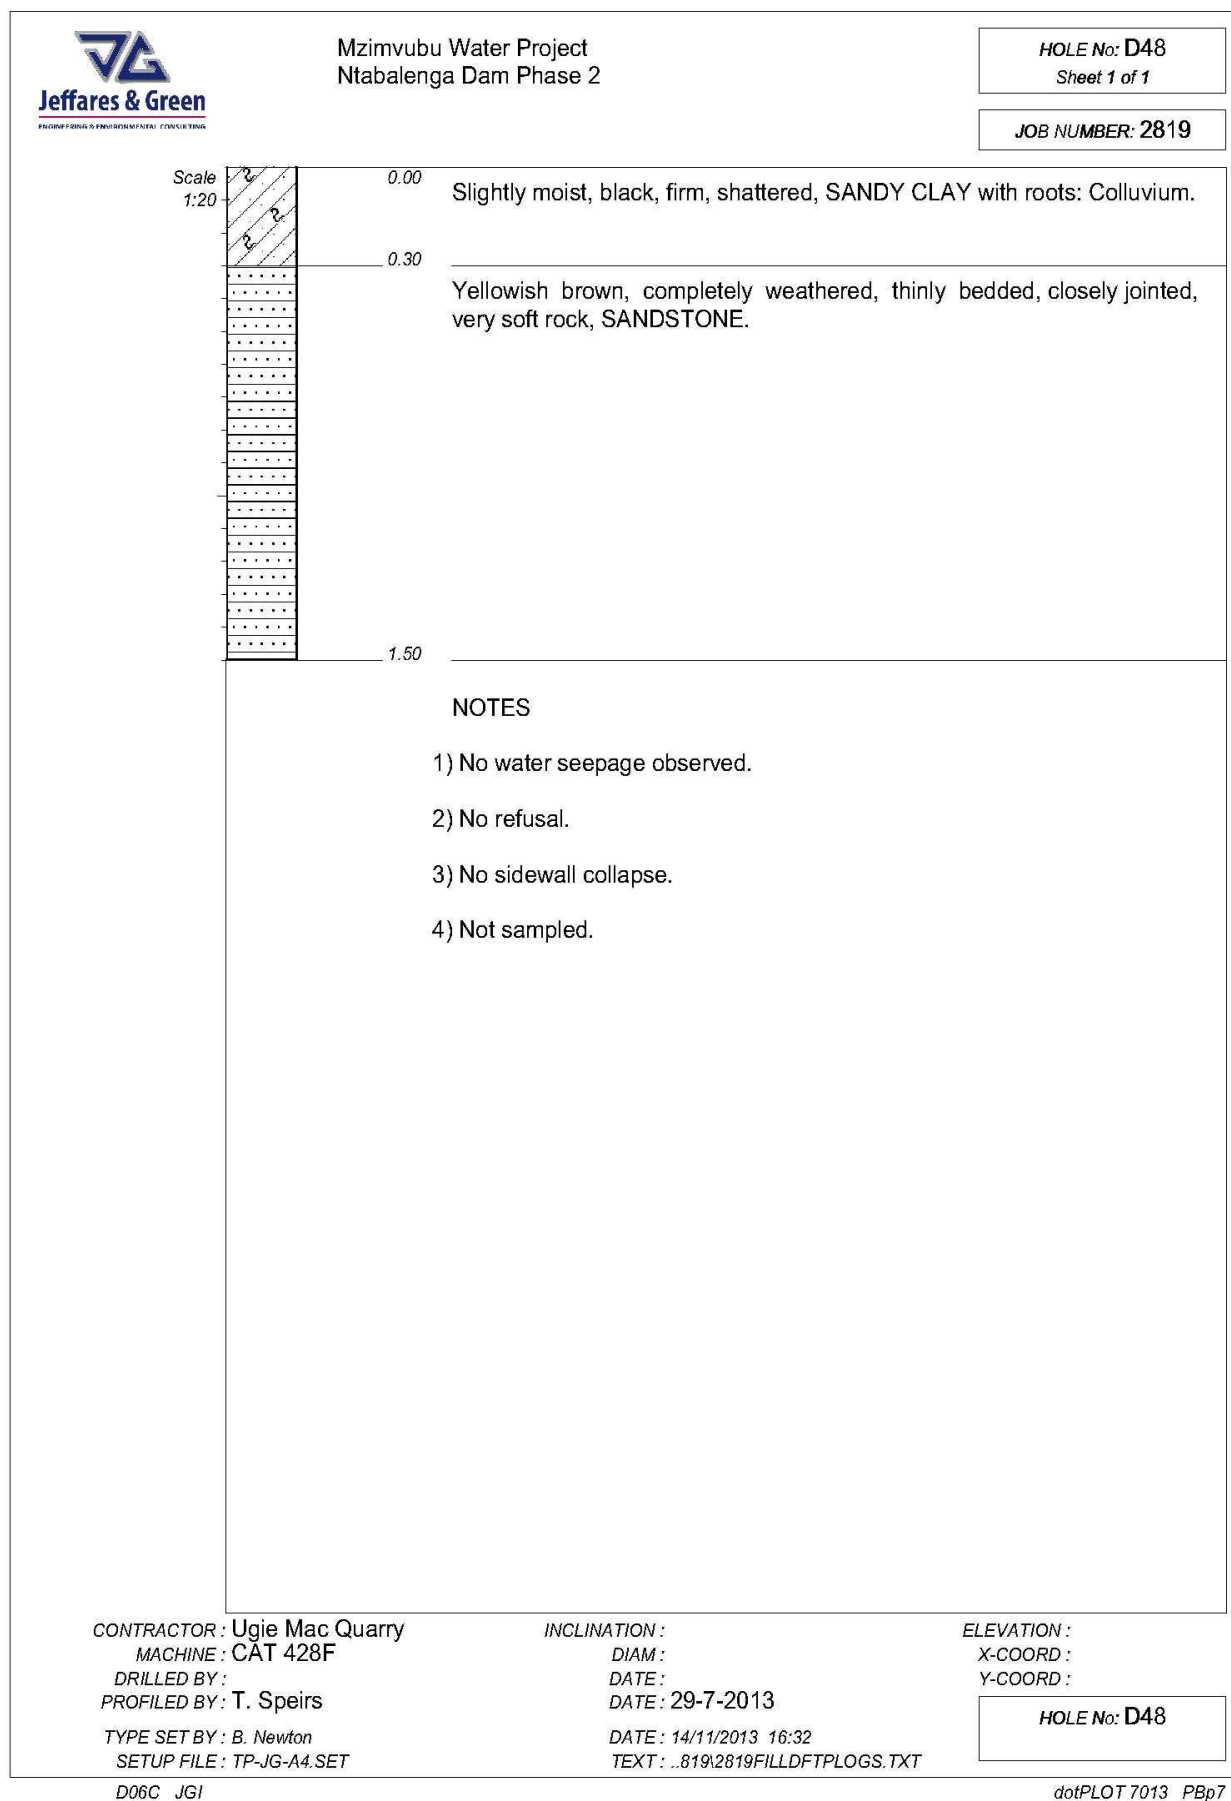 JG
Jeffares & Green
ENGINEERING & ENVIRONMENTAL CONSULTING
Mzimvubu Water Project
Ntabalenga Dam Phase 2
HOLE No: D48
Sheet 1 of 1
JOB NUMBER: 2819
Scale
1:20
0.00
Slightly moist, black, firm, shattered, SANDY CLAY with roots: Colluvium.
0.30
Yellowish brown, completely weathered, thinly bedded, closely jointed,
very soft rock, SANDSTONE.
1.50
NOTES
1) No water seepage observed.
2) No refusal.
3) No sidewall collapse.
4) Not sampled.
CONTRACTOR : Ugie Mac Quarry
MACHINE : CAT 428F
DRILLED BY :
PROFILED BY : T. Speirs
TYPE SET BY : B. Newton
SETUP FILE : TP-JG-A4.SET
INCLINATION :
DIAM :
DATE :
DATE : 29-7-2013
DATE : 14/11/2013 16:32
TEXT : ..819\2819FILLDFTPLOGS.TXT
ELEVATION :
X-COORD :
Y-COORD :
HOLE No: D48
D06C JGI
dotPLOT 7013 PBp7